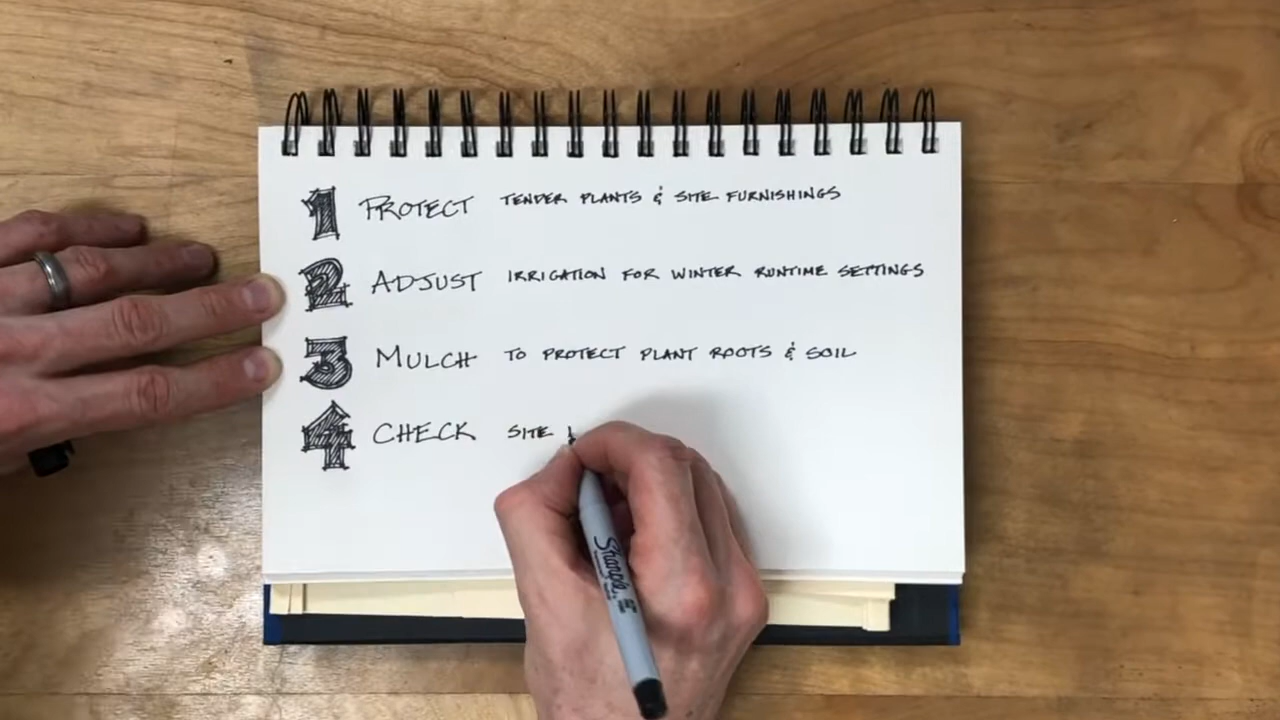 1 PROTECT TENDER PLANTS & SITE FURNISHINGS
2 ADJUST IRRIGATION FOR WINTER RUNTIME SETTINGS
3 MULCH TO PROTECT PLANT ROOTS & SOIL
4 CHECK SITE
Sharpie